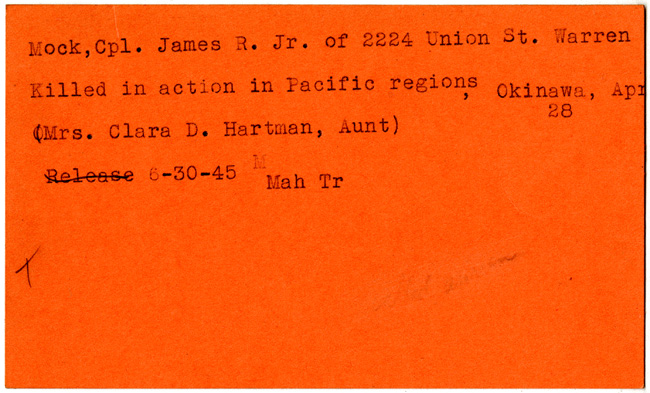 Mock,Cpl. James R. Jr. of 2224 Union St. Warren
Killed in action in Pacific regions, Okinawa, Apr
28
(Mrs. Clara D. Hartman, Aunt)
Release 6-30-45 M
Mah Tr